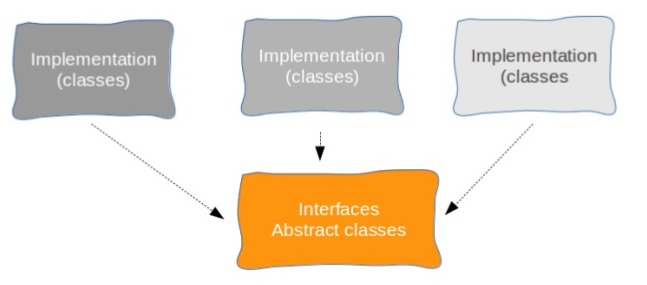 Implementation
(classes)
Implementation
(classes)
Implementation
(classes
Interfaces
Abstract classes